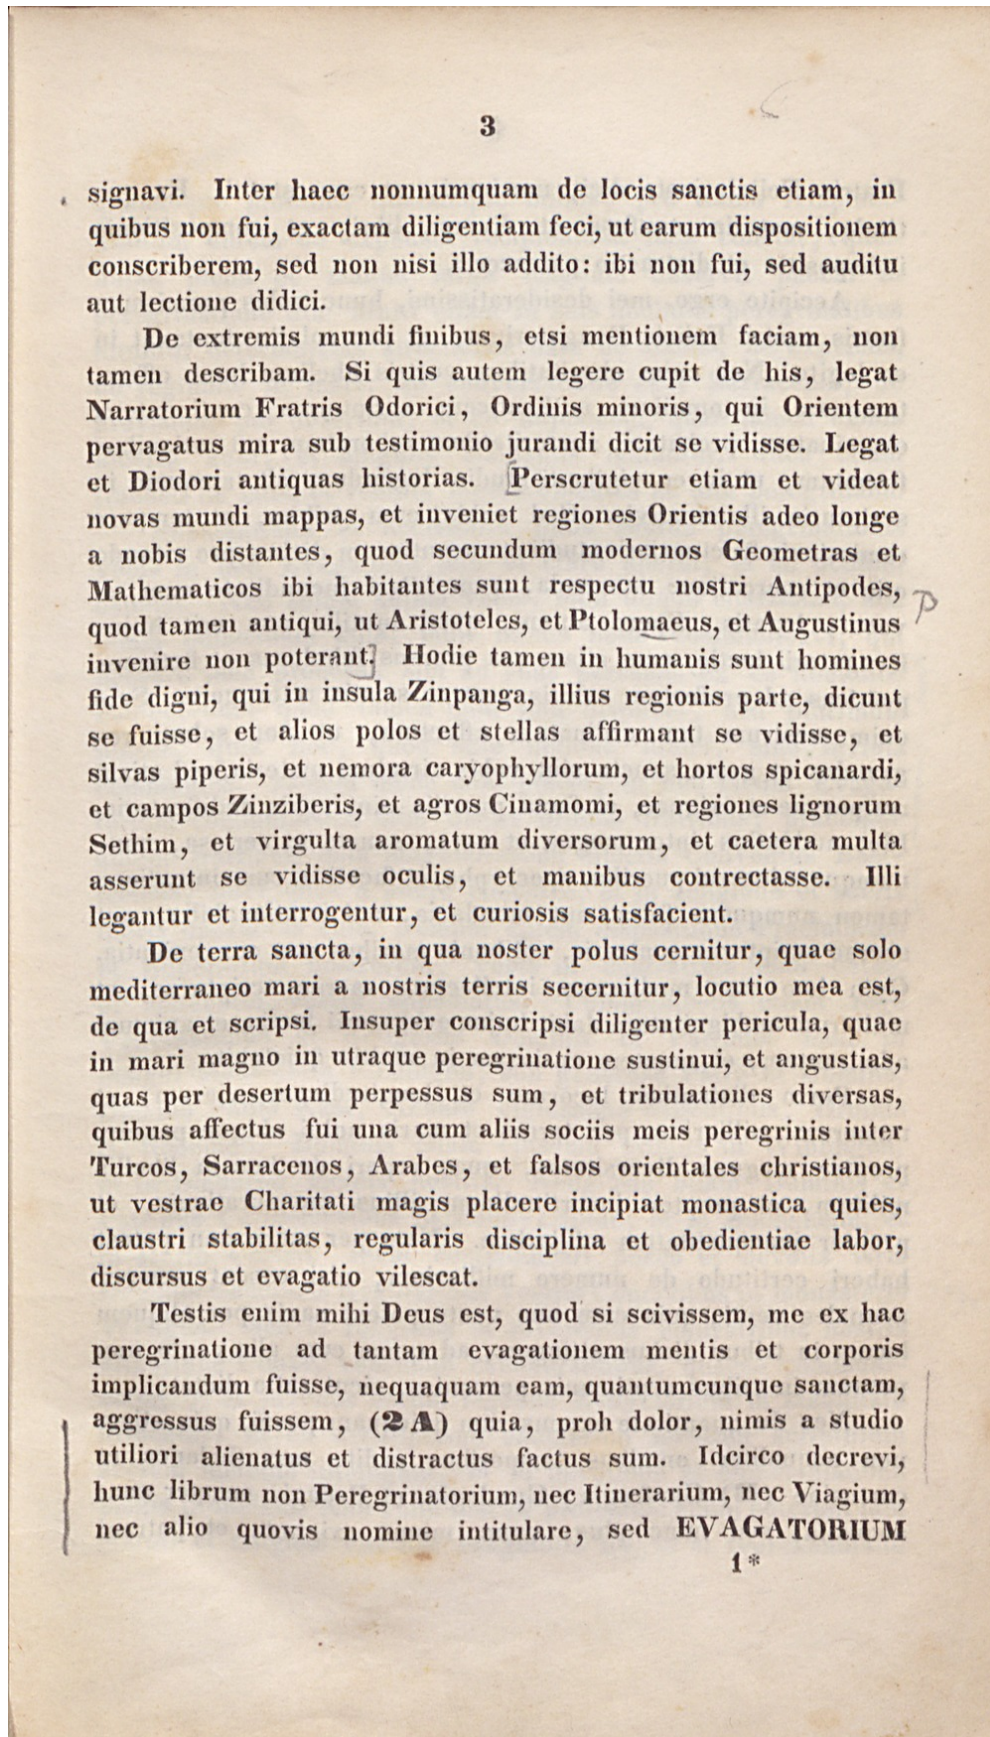 3
signavi. Inter haec nonnumquam de locis sanctis etiam, in
quibus non fui, exactam diligentiam feci, ut earum dispositionem
conscriberem, sed non nisi illo addito: ibi non fui, sed auditu
aut lectione didici.
De extremis mundi finibus, etsi mentionem faciam, non
tamen describam. Si quis autem legere cupit de his, legat
Narratorium Fratris Odorici, Ordinis minoris, qui Orientem
pervagatus mira sub testimonio jurandi dicit se vidisse. Legat
et Diodori antiquas historias. [Perscrutetur etiam et videat
novas mundi mappas, et inveniet regiones Orientis adeo longe
a nobis distantes, quod secundum modernos Geometras et
Mathematicos ibi habitantes sunt respectu nostri Antipodes,
quod tamen antiqui, ut Aristoteles, et Ptolomaeus, et Augustinus
invenire non poterant.] Hodie tamen in humanis sunt homines
fide digni, qui in insula Zinpanga, illius regionis parte, dicunt
se fuisse, et alios polos et stellas affirmant se vidisse, et
silvas piperis, et nemora caryophyllorum, et hortos spicanardi,
et campos Zinziberis, et agros Cinamomi, et regiones lignorum
Sethim, et virgulta aromatum diversorum, et caetera multa
asserunt se vidisse oculis, et manibus contrectasse. Illi
legantur et interrogentur, et curiosis satisfacient.
De terra sancta, in qua noster polus cernitur, quae solo
mediterraneo mari a nostris terris secernitur, locutio mea est,
de qua et scripsi. Insuper conscripsi diligenter pericula, quae
in mari magno in utraque peregrinatione sustinui, et angustias,
quas per desertum perpessus sum, et tribulationes diversas,
quibus affectus fui una cum aliis sociis meis peregrinis inter
Turcos, Sarracenos, Arabes, et falsos orientales christianos,
ut vestrae Charitati magis placere incipiat monastica quies,
claustri stabilitas, regularis disciplina et obedientiae labor,
discursus et evagatio vilescat.
Testis enim mihi Deus est, quod si scivissem, me ex hac
peregrinatione ad tantam evagationem mentis et corporis
implicandum fuisse, nequaquam eam, quantumcunque sanctam,
aggressus fuissem, (2 A) quia, proh dolor, nimis a studio
utiliori alienatus et distractus factus sum. Idcirco decrevi,
hunc librum non Peregrinatorium, nec Itinerarium, nec Viagium,
nec alio quovis nomine intitulare, sed EVAGATORIUM
1*